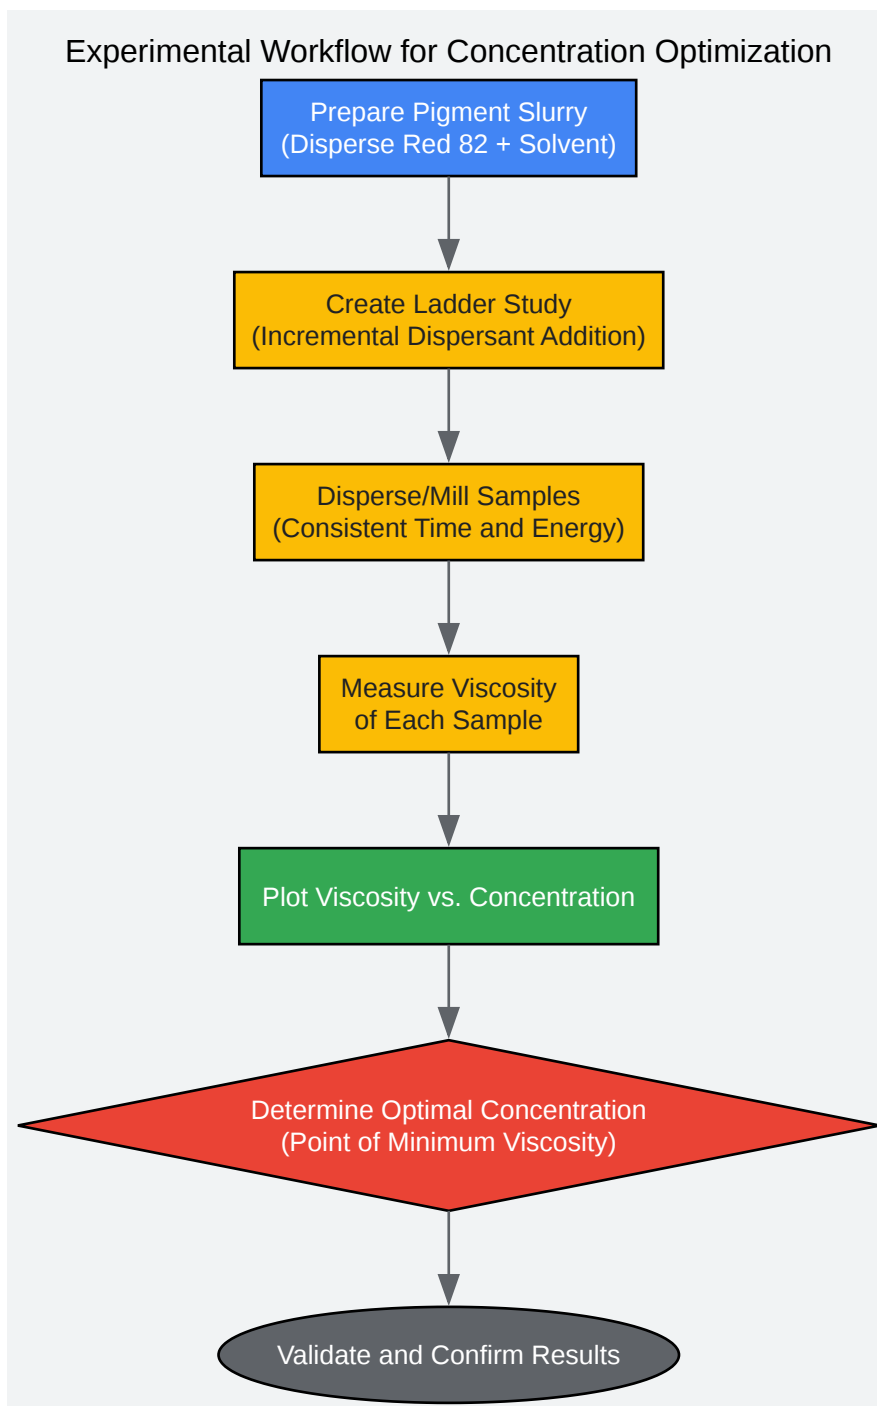 Experimental Workflow for Concentration Optimization
Prepare Pigment Slurry
(Disperse Red 82 + Solvent)
Create Ladder Study
(Incremental Dispersant Addition)
Disperse/Mill Samples
(Consistent Time and Energy)
Measure Viscosity
of Each Sample
Plot Viscosity vs. Concentration
Determine Optimal Concentration
(Point of Minimum Viscosity)
Validate and Confirm Results